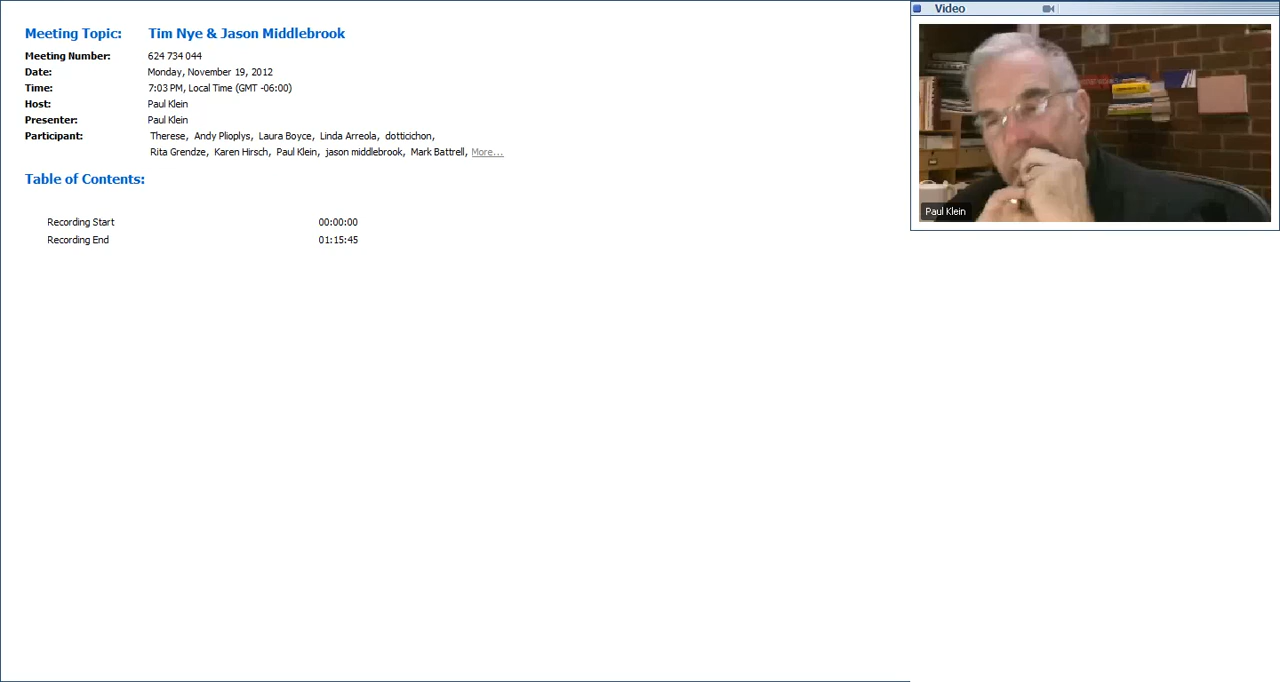 Meeting Topic: Tim Nye & Jason Middlebrook
Meeting Number: 624 734 044
Date: Monday, November 19, 2012
Time: 7:03 PM, Local Time (GMT -06:00)
Host: Paul Klein
Presenter: Paul Klein
Participant: Therese, Andy Plioplys, Laura Boyce, Linda Arreola, dotticichon,
Rita Grendze, Karen Hirsch, Paul Klein, jason middlebrook, Mark Battrell, More...
Table of Contents:
Recording Start 00:00:00
Recording End 01:15:45
Video
Paul Klein